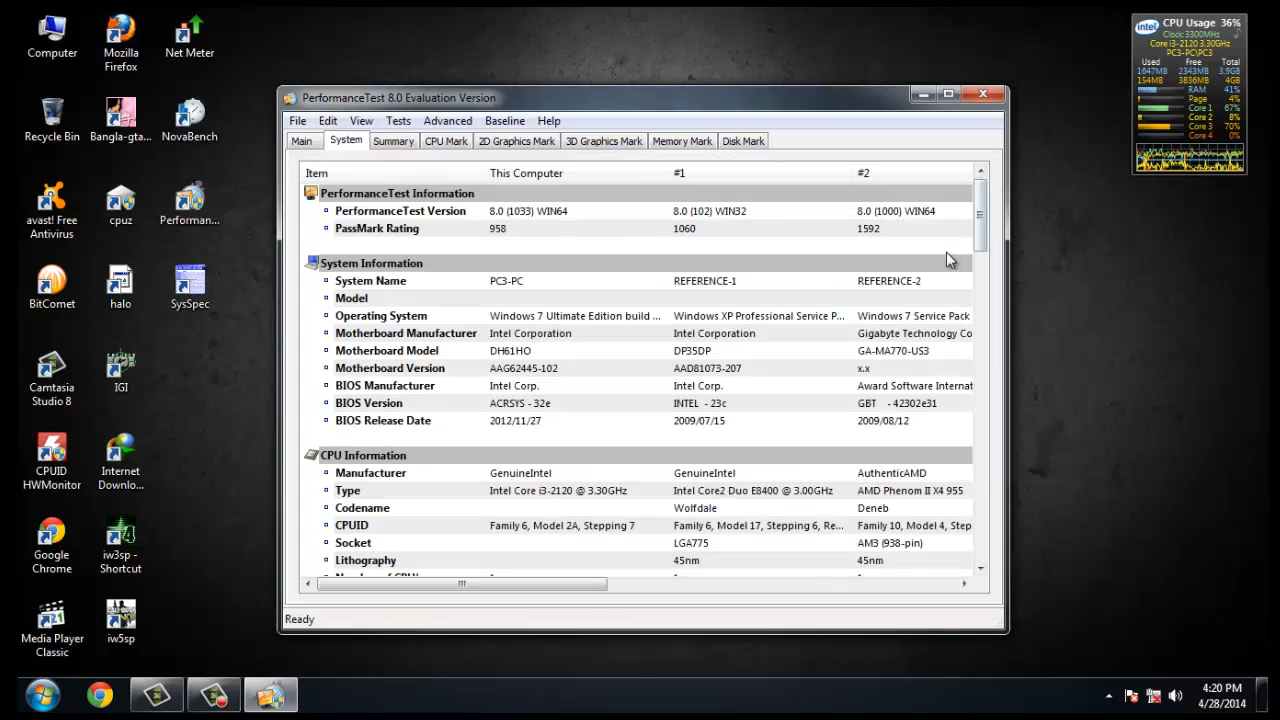 Computer
Mozilla
Firefox
Net Meter
Recycle Bin
Bangla-gta...
NovaBench
avast! Free
Antivirus
cpuz
Performan...
BitComet
halo
SysSpec
Camtasia
Studio 8
IGI
CPUID
HWMonitor
Internet
Downlo...
Google
Chrome
iw3sp -
Shortcut
Media Player
Classic
iw5sp
PerformanceTest 8.0 Evaluation Version
File Edit View Tests Advanced Baseline Help
Main System Summary CPU Mark 2D Graphics Mark 3D Graphics Mark Memory Mark Disk Mark
Item This Computer #1 #2
PerformanceTest Information
PerformanceTest Version 8.0 (1033) WIN64 8.0 (102) WIN32 8.0 (1000) WIN64
PassMark Rating 958 1060 1592
System Information
System Name PC3-PC REFERENCE-1 REFERENCE-2
Model
Operating System Windows 7 Ultimate Edition build ... Windows XP Professional Service P... Windows 7 Service Pack
Motherboard Manufacturer Intel Corporation Intel Corporation Gigabyte Technology Co
Motherboard Model DH61HO DP35DP GA-MA770-US3
Motherboard Version AAG62445-102 AAD81073-207 x.x
BIOS Manufacturer Intel Corp. Intel Corp. Award Software Internat
BIOS Version ACRSYS - 32e INTEL - 23c GBT - 42302e31
BIOS Release Date 2012/11/27 2009/07/15 2009/08/12
CPU Information
Manufacturer GenuineIntel GenuineIntel AuthenticAMD
Type Intel Core i3-2120 @ 3.30GHz Intel Core2 Duo E8400 @ 3.00GHz AMD Phenom II X4 955
Codename Wolfdale Deneb
CPUID Family 6, Model 2A, Stepping 7 Family 6, Model 17, Stepping 6, Re... Family 10, Model 4, Step
Socket LGA775 AM3 (938-pin)
Lithography 45nm 45nm
Ready
intel
CPU Usage 36%
Clock 3300MHz
Core i3-2120 3.30GHz
PC3-PC\PC3
Used Free Total
1647MB 2343MB 3.9GB
154MB 3836MB 4GB
RAM 41%
Page 4%
Core 1 67%
Core 2 8%
Core 3 70%
Core 4 0%
4:20 PM
4/28/2014